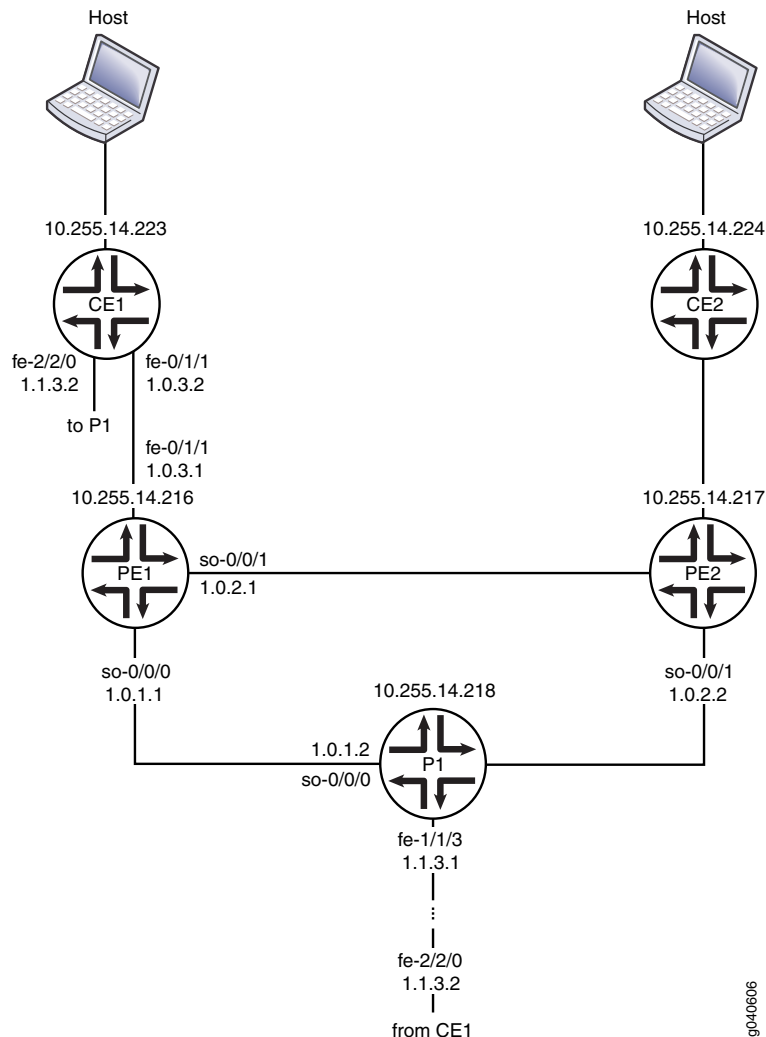 Host
Host
10.255.14.223
10.255.14.224
CE1
CE2
fe-2/2/0
1.1.3.2
fe-0/1/1
1.0.3.2
to P1
fe-0/1/1
1.0.3.1
10.255.14.216
10.255.14.217
PE1
so-0/0/1
1.0.2.1
PE2
so-0/0/0
1.0.1.1
10.255.14.218
so-0/0/1
1.0.2.2
1.0.1.2
so-0/0/0
P1
fe-1/1/3
1.1.3.1
...
fe-2/2/0
1.1.3.2
from CE1
g040606